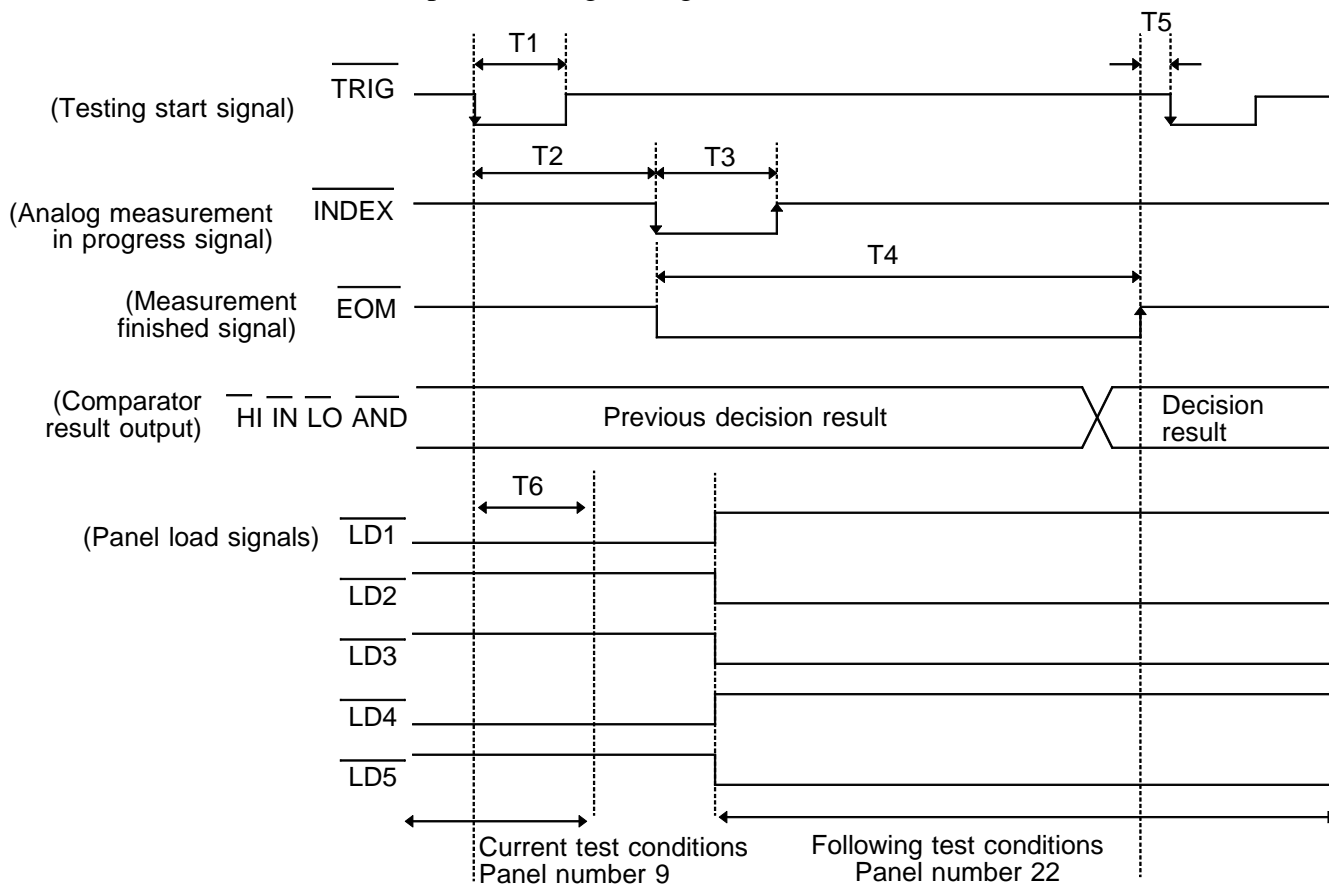 T5
T1
TRIG
(Testing start signal)
T2
T3
INDEX
(Analog measurement
in progress signal)
T4
(Measurement
finished signal)
EOM
(Comparator
result output)
HI IN LO AND
Previous decision result
Decision
result
T6
(Panel load signals)
LD1
LD2
LD3
LD4
LD5
Current test conditions
Panel number 9
Following test conditions
Panel number 22